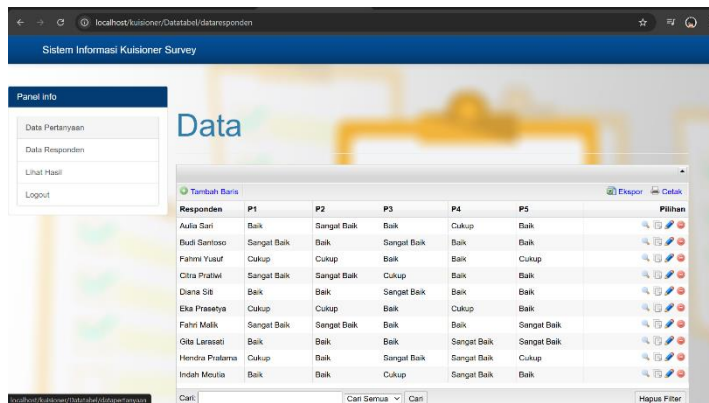 localhost/kuisioner/Datatabel/dataresponden
Sistem Informasi Kuisioner Survey
Panel info
Data Pertanyaan
Data Responden
Lihat Hasil
Logout
Data
Tambah Baris Ekspor Cetak
Responden P1 P2 P3 P4 P5 Pilihan
Aulia Sari Baik Sangat Baik Baik Cukup Baik
Budi Santoso Sangat Baik Baik Sangat Baik Baik Baik
Fahmi Yusuf Cukup Cukup Baik Baik Cukup
Citra Pratiwi Sangat Baik Sangat Baik Cukup Baik Baik
Diana Siti Baik Baik Sangat Baik Baik Baik
Eka Prasetya Cukup Cukup Baik Cukup Baik
Fahri Malik Sangat Baik Sangat Baik Baik Baik Sangat Baik
Gita Larasati Baik Baik Baik Sangat Baik Sangat Baik
Hendra Pratama Cukup Baik Sangat Baik Sangat Baik Cukup
Indah Meutia Baik Baik Cukup Sangat Baik Baik
Cari: Cari Semua Cari Hapus Filter
localhost/kuisioner/Datatabel/datapertanyaan